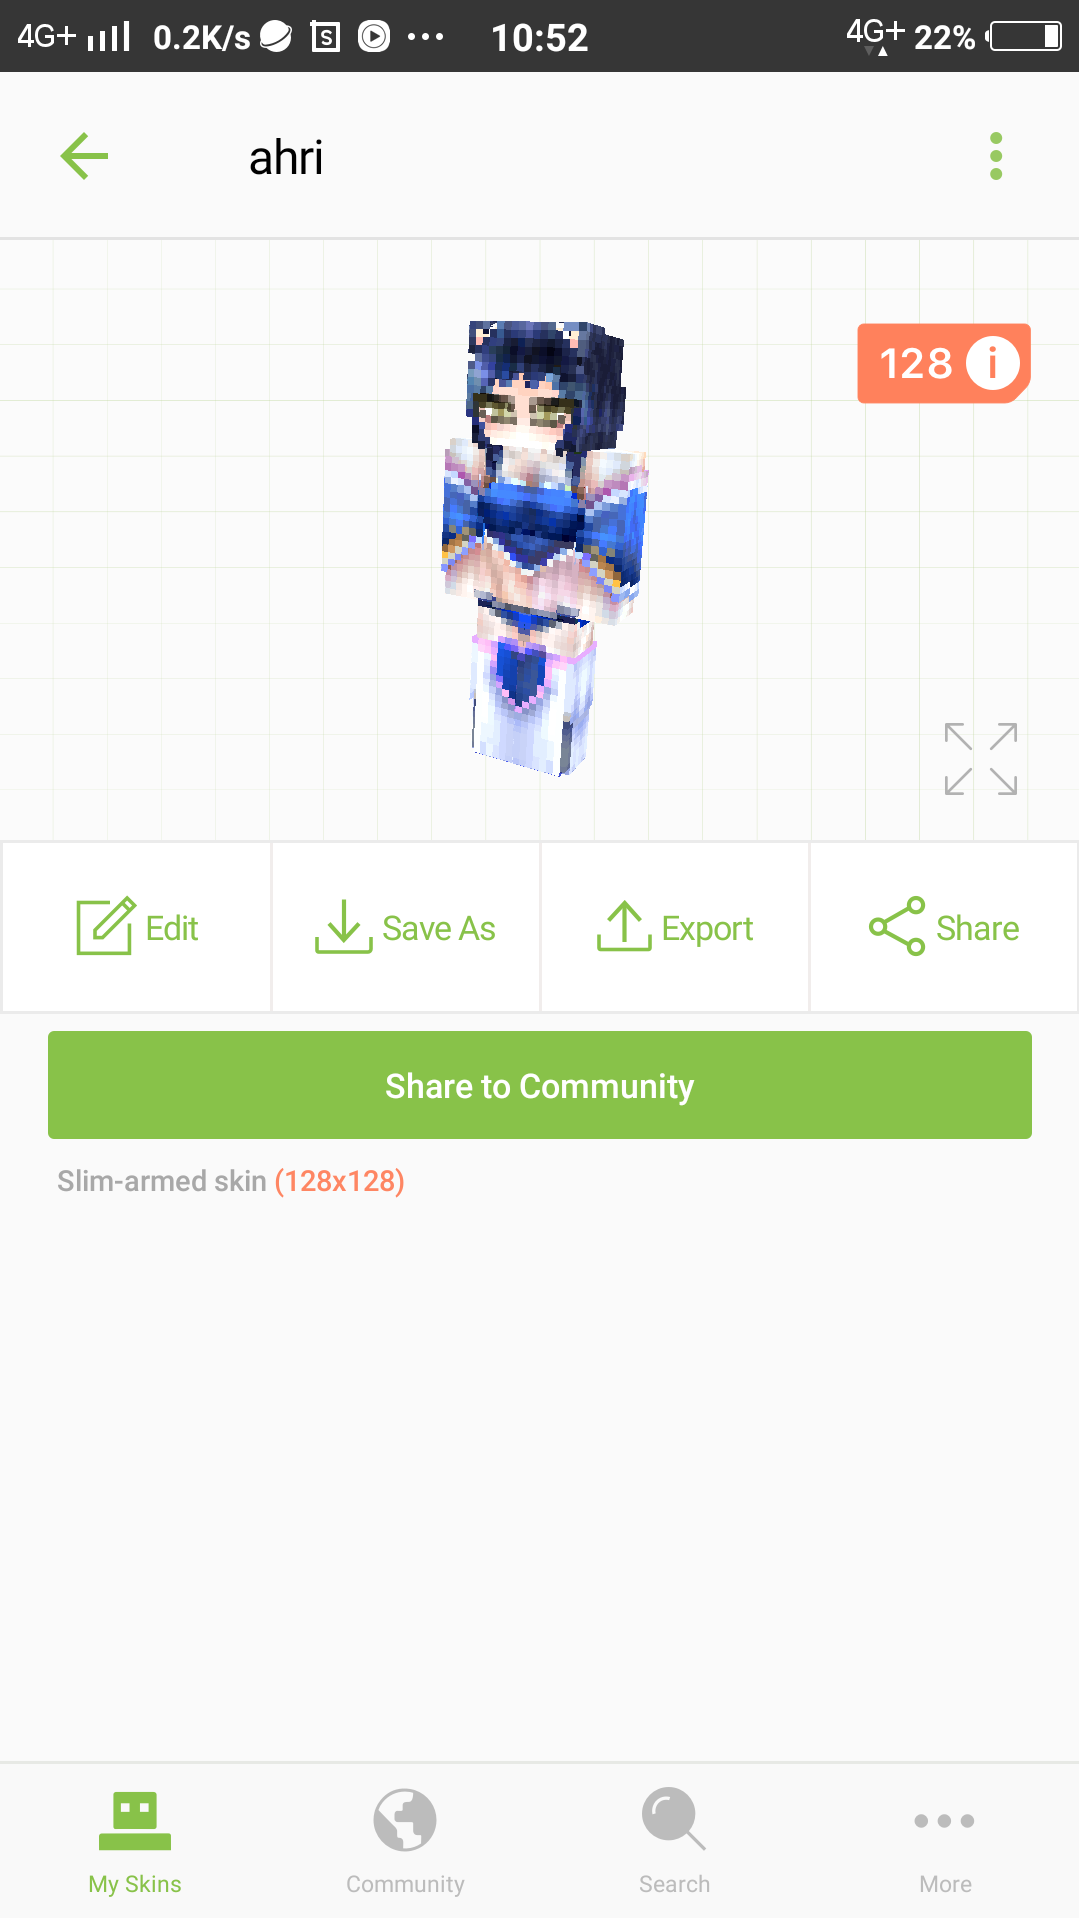 4G+ 0.2K/s S 10:52 4G+ 22%
ahri
128 i
Edit Save As Export Share
Share to Community
Slim-armed skin (128x128)
My Skins Community Search More